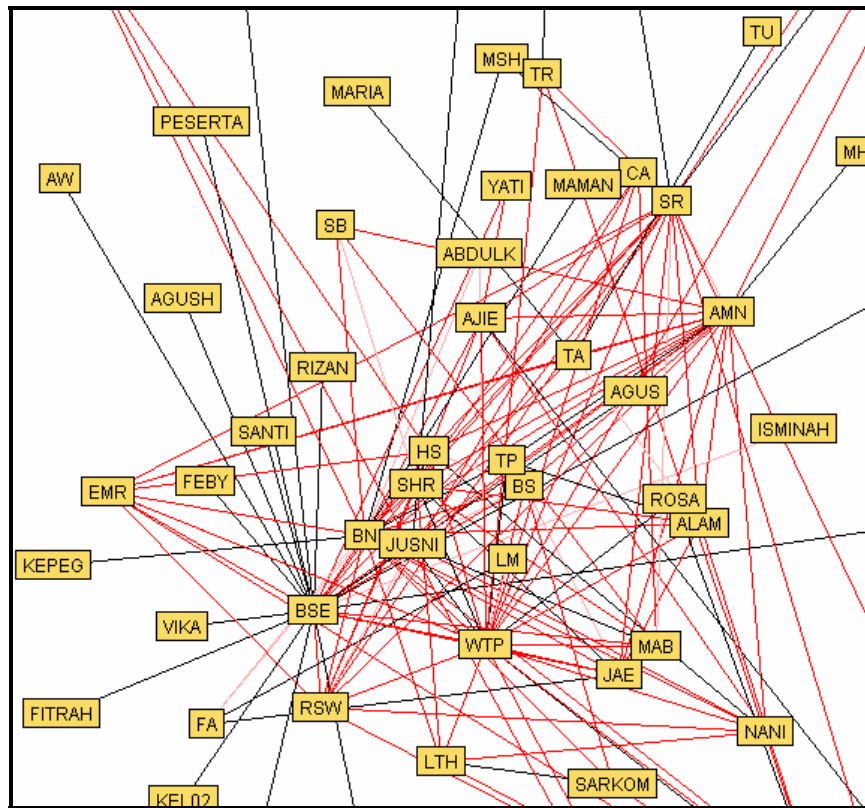 TU
MSH
TR
MARIA
PESERTA
MH
CA
AW
YATI
MAMAN
SR
SB
ABDULK
AGUSH
AJIE
AMN
TA
RIZAN
AGUS
SANTI
ISMINAH
HS
TP
FEBY
SHR
BS
EMR
ROSA
ALAM
BN
JUSNI
LM
KEPEG
BSE
VIKA
WTP
MAB
JAE
FITRAH
FA
RSW
NANI
LTH
SARKOM
KEL02